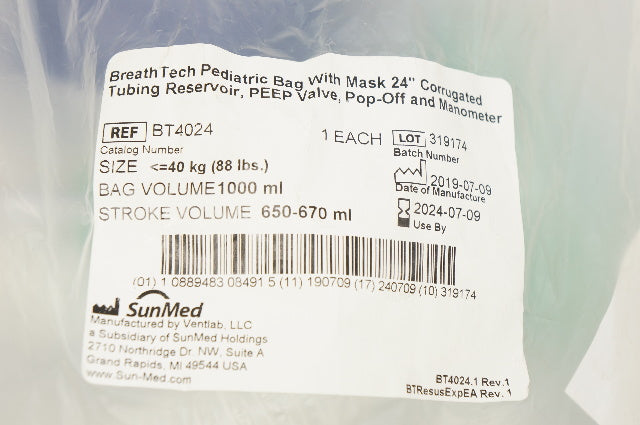 BreathTech Pediatric Bag With Mask 24" Corrugated
Tubing Reservoir, PEEP Valve, Pop-Off and Manometer
REF BT4024
Catalog Number
1 EACH LOT 319174
Batch Number
SIZE <=40 kg (88 lbs.)
2019-07-09
Date of Manufacture
BAG VOLUME 1000 ml
2024-07-09
Use By
STROKE VOLUME 650-670 ml
(01) 1 0889483 08491 5 (11) 190709 (17) 240709 (10) 319174
SunMed
Manufactured by Ventlab, LLC
a Subsidiary of SunMed Holdings
2710 Northridge Dr. NW, Suite A
Grand Rapids, MI 49544 USA
www.Sun-Med.com
BT4024.1 Rev.1
BTResusExpEA Rev. 1